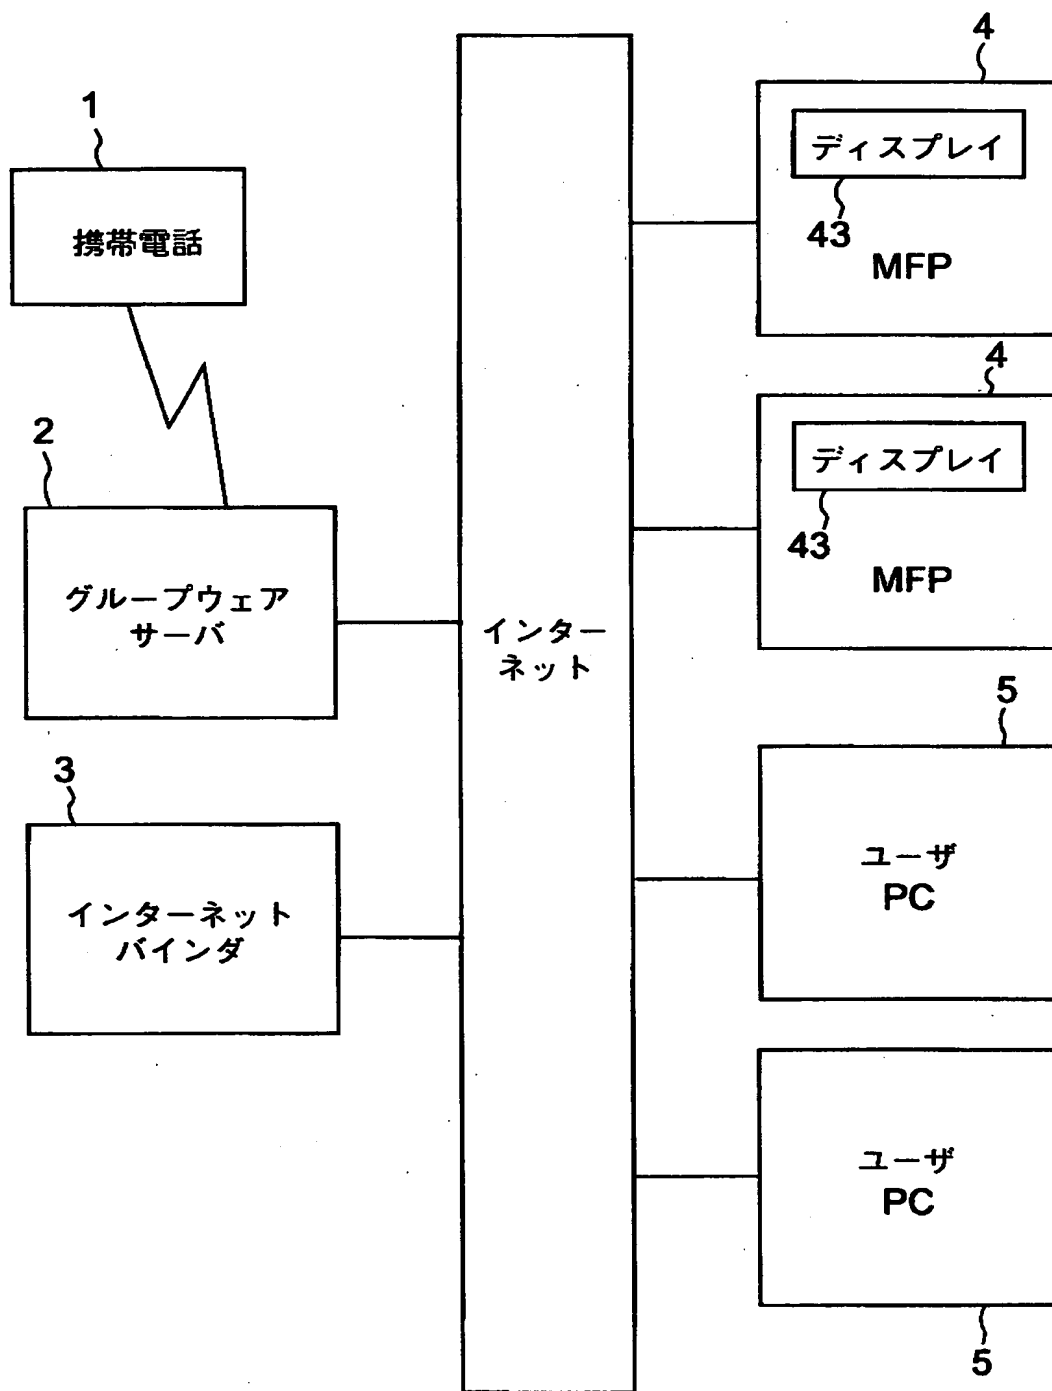 1
携帯電話
2
グループウェア
サーバ
3
インターネット
バインダ
インター
ネット
4
ディスプレイ
43
MFP
4
ディスプレイ
43
MFP
5
ユーザ
PC
ユーザ
PC
5